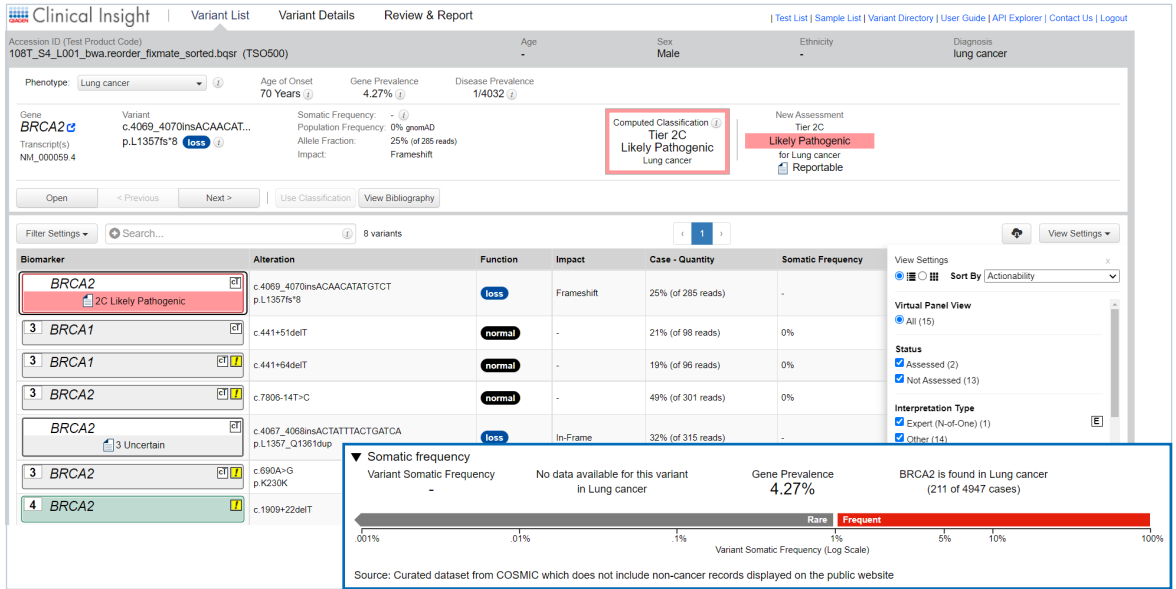 QIAGEN Clinical Insight | Variant List Variant Details Review & Report
| Test List | Sample List | Variant Directory | User Guide | API Explorer | Contact Us | Logout
Accession ID (Test Product Code) Age Sex Ethnicity Diagnosis
108T_S4_L001_bwa.reorder_fixmate_sorted.bqsr (TSO500) - Male - lung cancer
Phenotype: Lung cancer
Age of Onset Gene Prevalence Disease Prevalence
70 Years 4.27% 1/4032
Gene
BRCA2
Transcript(s)
NM_000059.4
Variant
c.4069_4070insACAACAT...
p.L1357fs*8 loss
Somatic Frequency: -
Population Frequency: 0% gnomAD
Allele Fraction: 25% (of 285 reads)
Impact: Frameshift
Computed Classification
Tier 2C
Likely Pathogenic
Lung cancer
New Assessment
Tier 2C
Likely Pathogenic
for Lung cancer
Reportable
Open < Previous Next > Use Classification View Bibliography
Filter Settings Search... 8 variants ‹ 1 › View Settings
Biomarker Alteration Function Impact Case - Quantity Somatic Frequency
BRCA2 cT
2C Likely Pathogenic
c.4069_4070insACAACATATGTCT
p.L1357fs*8
loss Frameshift 25% (of 285 reads) -
3 BRCA1 cT c.441+51delT normal - 21% (of 98 reads) 0%
3 BRCA1 cT ! c.441+64delT normal - 19% (of 96 reads) 0%
3 BRCA2 cT ! c.7806-14T>C normal - 49% (of 301 reads) 0%
BRCA2 cT
3 Uncertain
c.4067_4068insACTATTTACTGATCA
p.L1357_Q1361dup
loss In-Frame 32% (of 315 reads) -
3 BRCA2 cT !
c.690A>G
p.K230K
4 BRCA2 ! c.1909+22delT
View Settings x
Sort By Actionability
Virtual Panel View
All (15)
Status
Assessed (2)
Not Assessed (13)
Interpretation Type
Expert (N-of-One) (1) E
Other (14)
Somatic frequency
Variant Somatic Frequency
-
No data available for this variant
in Lung cancer
Gene Prevalence
4.27%
BRCA2 is found in Lung cancer
(211 of 4947 cases)
Rare Frequent
.001% .01% .1% 1% 5% 10% 100%
Variant Somatic Frequency (Log Scale)
Source: Curated dataset from COSMIC which does not include non-cancer records displayed on the public website